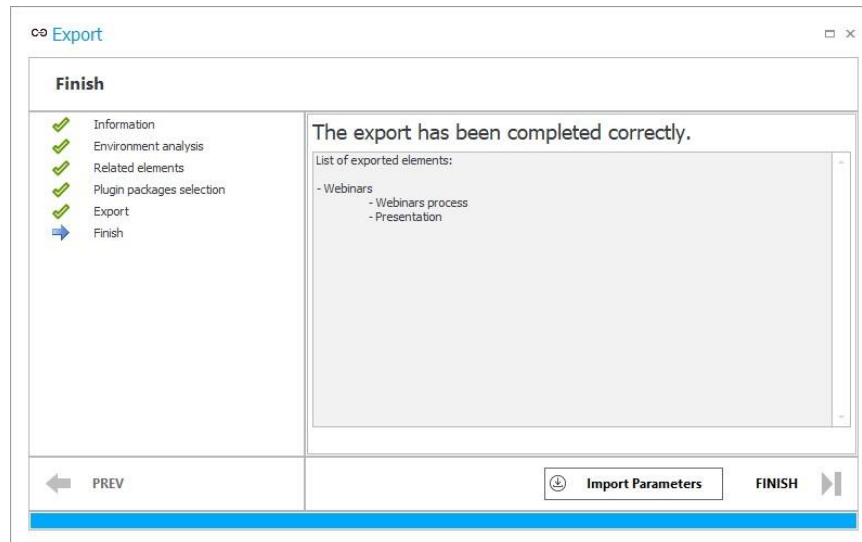 Export
Finish
Information
Environment analysis
Related elements
Plugin packages selection
Export
Finish
The export has been completed correctly.
List of exported elements:
- Webinars
- Webinars process
- Presentation
PREV
Import Parameters
FINISH